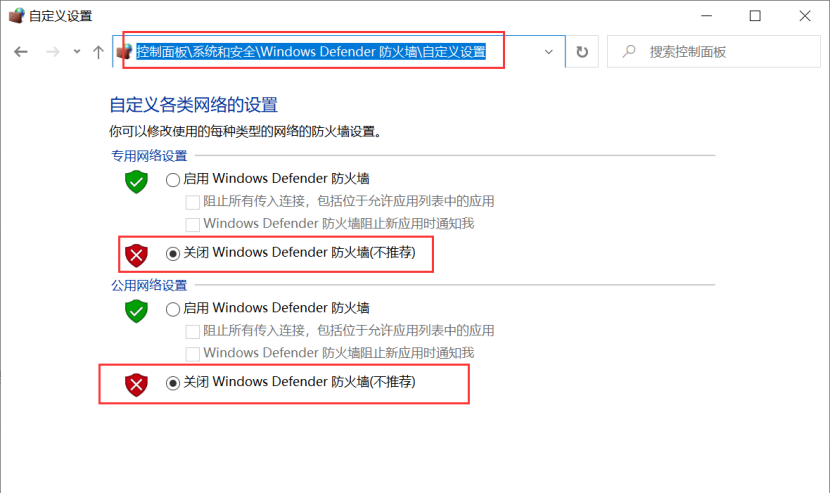 自定义设置
控制面板\系统和安全\Windows Defender 防火墙\自定义设置
搜索控制面板
自定义各类网络的设置
你可以修改使用的每种类型的网络的防火墙设置。
专用网络设置
启用 Windows Defender 防火墙
阻止所有传入连接，包括位于允许应用列表中的应用
Windows Defender 防火墙阻止新应用时通知我
关闭 Windows Defender 防火墙(不推荐)
公用网络设置
启用 Windows Defender 防火墙
阻止所有传入连接，包括位于允许应用列表中的应用
Windows Defender 防火墙阻止新应用时通知我
关闭 Windows Defender 防火墙(不推荐)